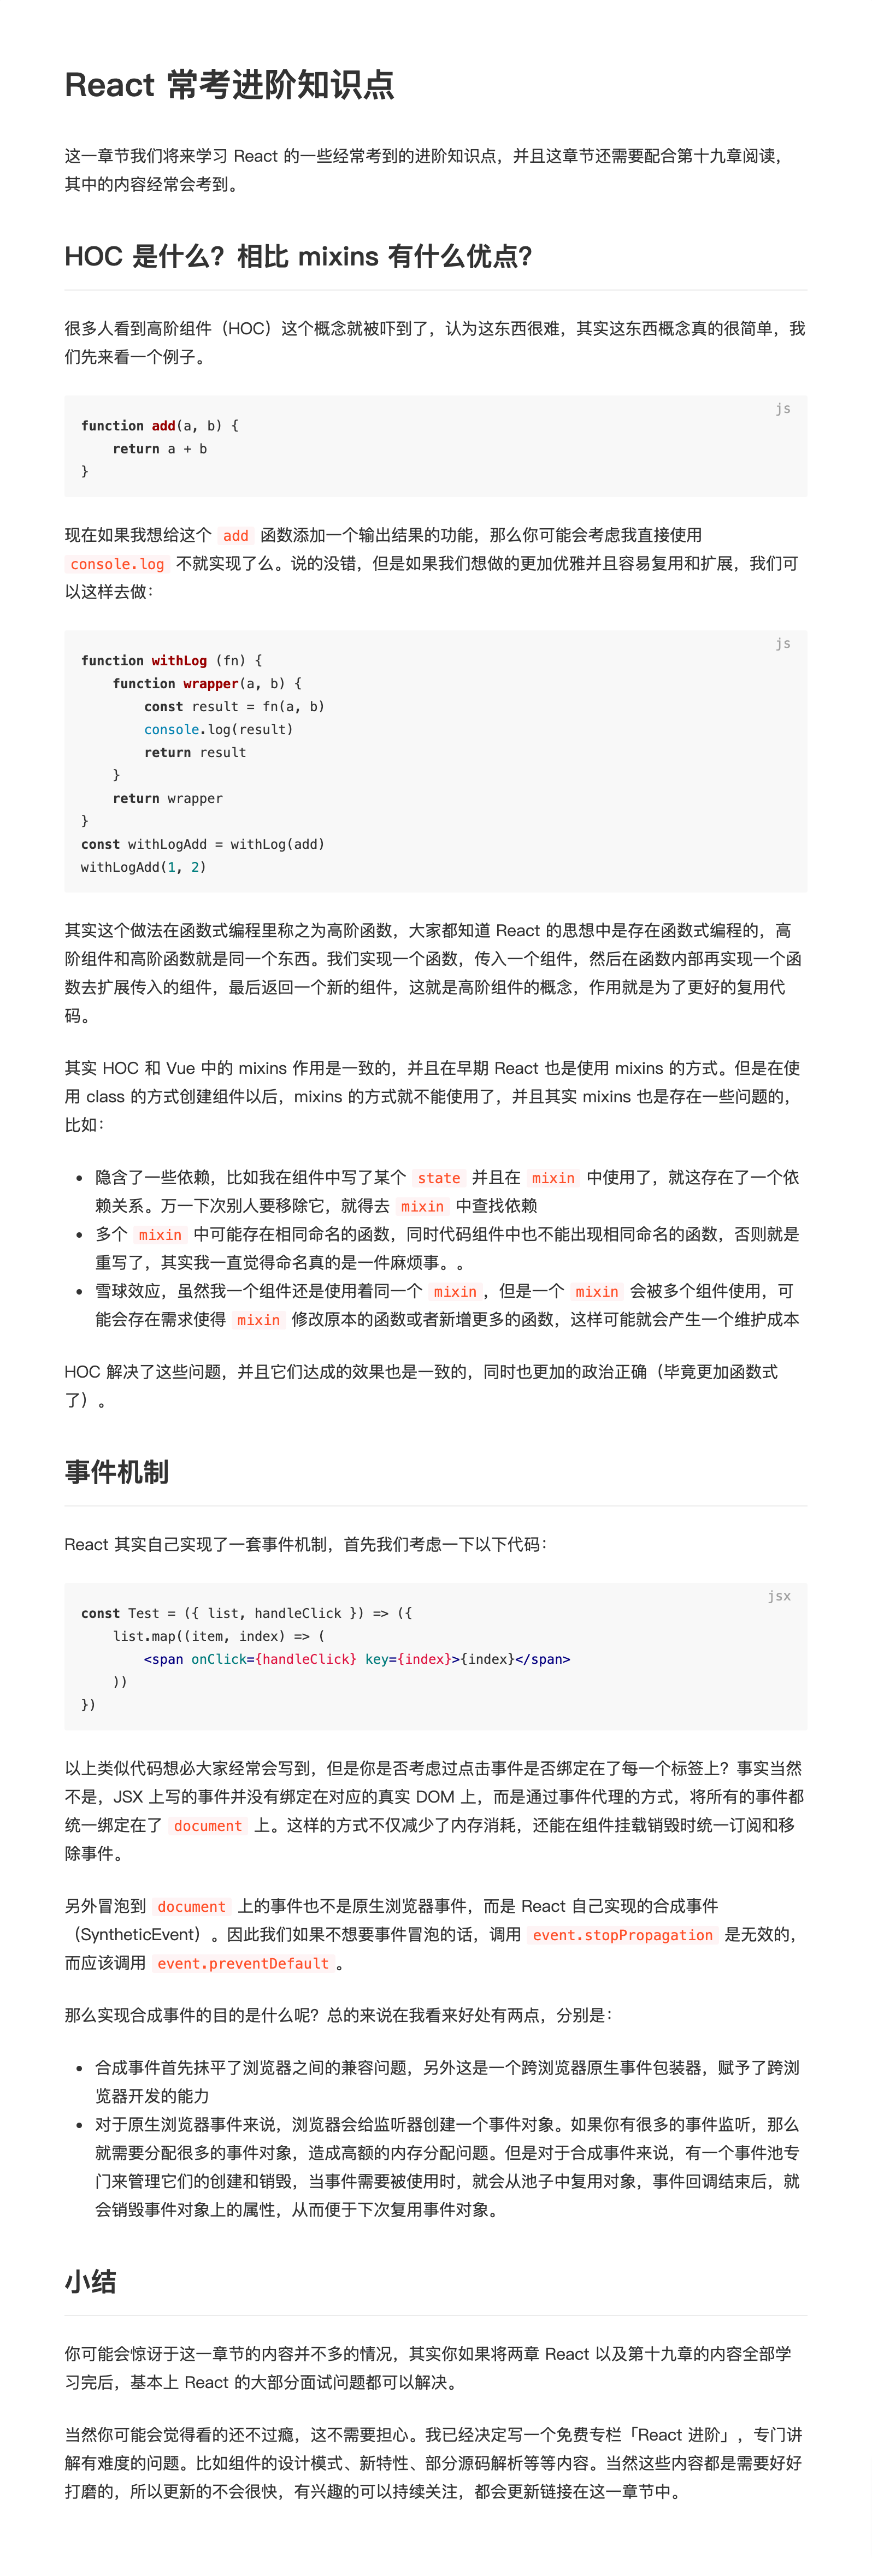 React 常考进阶知识点
这一章节我们将来学习 React 的一些经常考到的进阶知识点，并且这章节还需要配合第十九章阅读，
其中的内容经常会考到。
HOC 是什么？相比 mixins 有什么优点？
很多人看到高阶组件（HOC）这个概念就被吓到了，认为这东西很难，其实这东西概念真的很简单，我
们先来看一个例子。
js
function add(a, b) {
    return a + b
}
现在如果我想给这个 add 函数添加一个输出结果的功能，那么你可能会考虑我直接使用
console.log 不就实现了么。说的没错，但是如果我们想做的更加优雅并且容易复用和扩展，我们可
以这样去做：
js
function withLog (fn) {
    function wrapper(a, b) {
        const result = fn(a, b)
        console.log(result)
        return result
    }
    return wrapper
}
const withLogAdd = withLog(add)
withLogAdd(1, 2)
其实这个做法在函数式编程里称之为高阶函数，大家都知道 React 的思想中是存在函数式编程的，高
阶组件和高阶函数就是同一个东西。我们实现一个函数，传入一个组件，然后在函数内部再实现一个函
数去扩展传入的组件，最后返回一个新的组件，这就是高阶组件的概念，作用就是为了更好的复用代
码。
其实 HOC 和 Vue 中的 mixins 作用是一致的，并且在早期 React 也是使用 mixins 的方式。但是在使
用 class 的方式创建组件以后，mixins 的方式就不能使用了，并且其实 mixins 也是存在一些问题的，
比如：
• 隐含了一些依赖，比如我在组件中写了某个 state 并且在 mixin 中使用了，就这存在了一个依
赖关系。万一下次别人要移除它，就得去 mixin 中查找依赖
• 多个 mixin 中可能存在相同命名的函数，同时代码组件中也不能出现相同命名的函数，否则就是
重写了，其实我一直觉得命名真的是一件麻烦事。。
• 雪球效应，虽然我一个组件还是使用着同一个 mixin，但是一个 mixin 会被多个组件使用，可
能会存在需求使得 mixin 修改原本的函数或者新增更多的函数，这样可能就会产生一个维护成本
HOC 解决了这些问题，并且它们达成的效果也是一致的，同时也更加的政治正确（毕竟更加函数式
了）。
事件机制
React 其实自己实现了一套事件机制，首先我们考虑一下以下代码：
jsx
const Test = ({ list, handleClick }) => ({
    list.map((item, index) => (
        <span onClick={handleClick} key={index}>{index}</span>
    ))
})
以上类似代码想必大家经常会写到，但是你是否考虑过点击事件是否绑定在了每一个标签上？事实当然
不是，JSX 上写的事件并没有绑定在对应的真实 DOM 上，而是通过事件代理的方式，将所有的事件都
统一绑定在了 document 上。这样的方式不仅减少了内存消耗，还能在组件挂载销毁时统一订阅和移
除事件。
另外冒泡到 document 上的事件也不是原生浏览器事件，而是 React 自己实现的合成事件
（SyntheticEvent）。因此我们如果不想要事件冒泡的话，调用 event.stopPropagation 是无效的，
而应该调用 event.preventDefault。
那么实现合成事件的目的是什么呢？总的来说在我看来好处有两点，分别是：
• 合成事件首先抹平了浏览器之间的兼容问题，另外这是一个跨浏览器原生事件包装器，赋予了跨浏
览器开发的能力
• 对于原生浏览器事件来说，浏览器会给监听器创建一个事件对象。如果你有很多的事件监听，那么
就需要分配很多的事件对象，造成高额的内存分配问题。但是对于合成事件来说，有一个事件池专
门来管理它们的创建和销毁，当事件需要被使用时，就会从池子中复用对象，事件回调结束后，就
会销毁事件对象上的属性，从而便于下次复用事件对象。
小结
你可能会惊讶于这一章节的内容并不多的情况，其实你如果将两章 React 以及第十九章的内容全部学
习完后，基本上 React 的大部分面试问题都可以解决。
当然你可能会觉得看的还不过瘾，这不需要担心。我已经决定写一个免费专栏「React 进阶」，专门讲
解有难度的问题。比如组件的设计模式、新特性、部分源码解析等等内容。当然这些内容都是需要好好
打磨的，所以更新的不会很快，有兴趣的可以持续关注，都会更新链接在这一章节中。